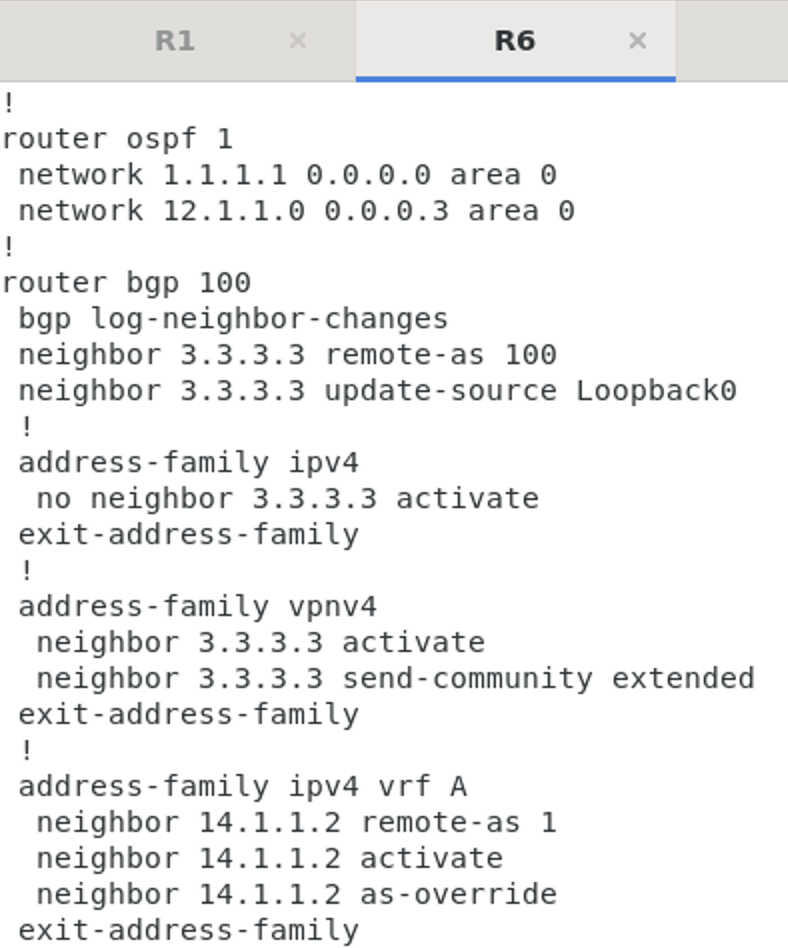 R1 × R6 ×
!
router ospf 1
 network 1.1.1.1 0.0.0.0 area 0
 network 12.1.1.0 0.0.0.3 area 0
!
router bgp 100
 bgp log-neighbor-changes
 neighbor 3.3.3.3 remote-as 100
 neighbor 3.3.3.3 update-source Loopback0
 !
 address-family ipv4
  no neighbor 3.3.3.3 activate
 exit-address-family
 !
 address-family vpnv4
  neighbor 3.3.3.3 activate
  neighbor 3.3.3.3 send-community extended
 exit-address-family
 !
 address-family ipv4 vrf A
  neighbor 14.1.1.2 remote-as 1
  neighbor 14.1.1.2 activate
  neighbor 14.1.1.2 as-override
 exit-address-family